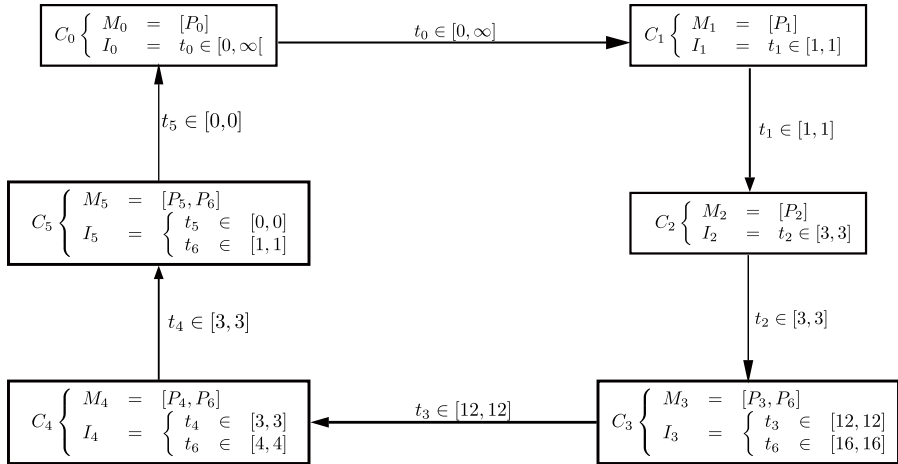 C₀ { M₀ = [P₀]
I₀ = t₀ ∈ [0, ∞[
t₀ ∈ [0, ∞]
C₁ { M₁ = [P₁]
I₁ = t₁ ∈ [1, 1]
t₅ ∈ [0, 0]
t₁ ∈ [1, 1]
C₅ { M₅ = [P₅, P₆]
I₅ = { t₅ ∈ [0, 0]
t₆ ∈ [1, 1]
C₂ { M₂ = [P₂]
I₂ = t₂ ∈ [3, 3]
t₄ ∈ [3, 3]
t₂ ∈ [3, 3]
C₄ { M₄ = [P₄, P₆]
I₄ = { t₄ ∈ [3, 3]
t₆ ∈ [4, 4]
t₃ ∈ [12, 12]
C₃ { M₃ = [P₃, P₆]
I₃ = { t₃ ∈ [12, 12]
t₆ ∈ [16, 16]